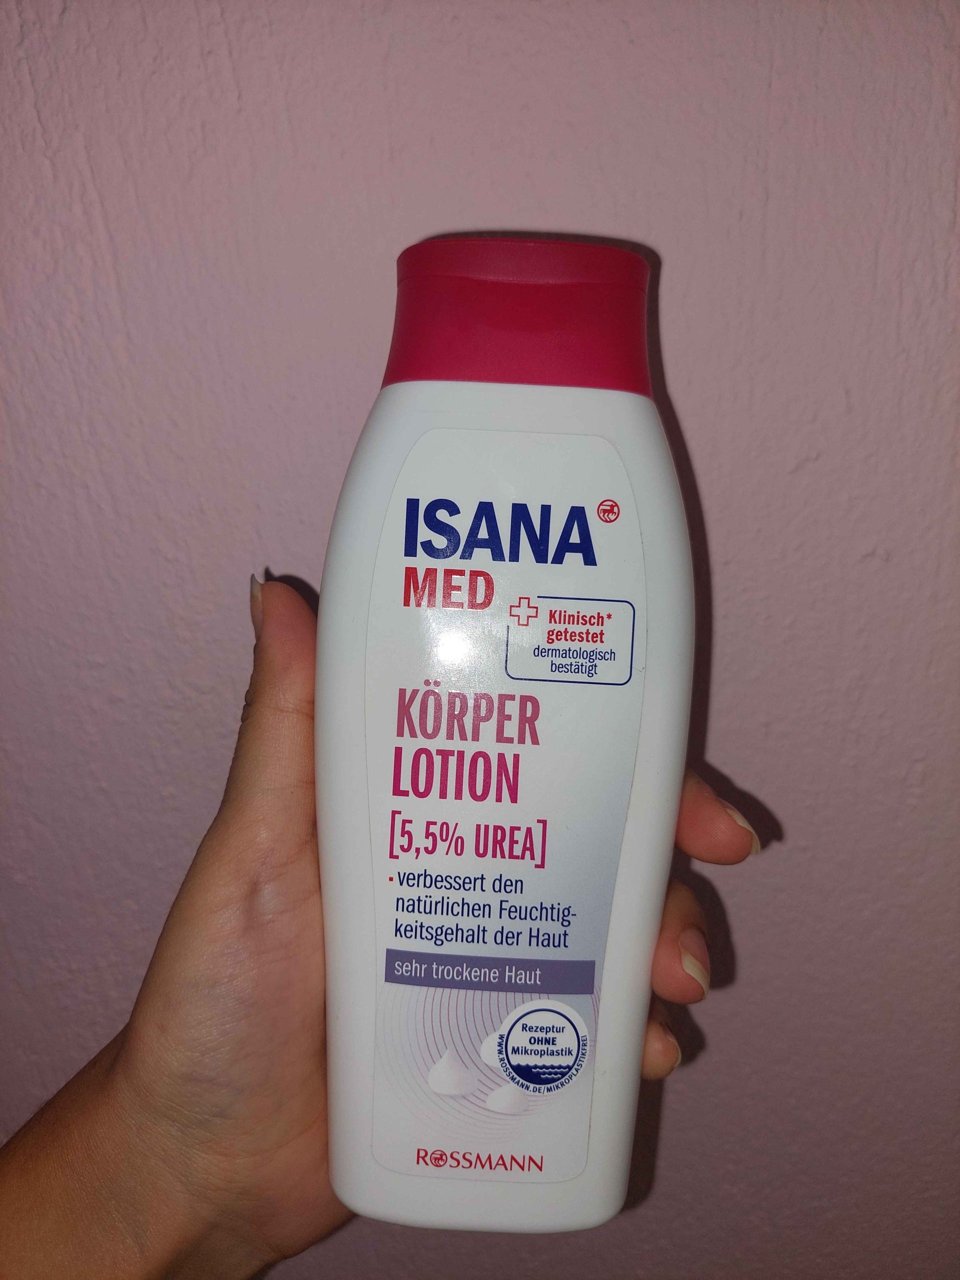 ISANA
MED
Klinisch*
getestet
dermatologisch
bestätigt
KÖRPER
LOTION
[5,5% UREA]
·verbessert den
natürlichen Feuchtig-
keitsgehalt der Haut
sehr trockene Haut
Rezeptur
OHNE
Mikroplastik
WWW.ROSSMANN.DE/MIKROPLASTIKFREI
ROSSMANN